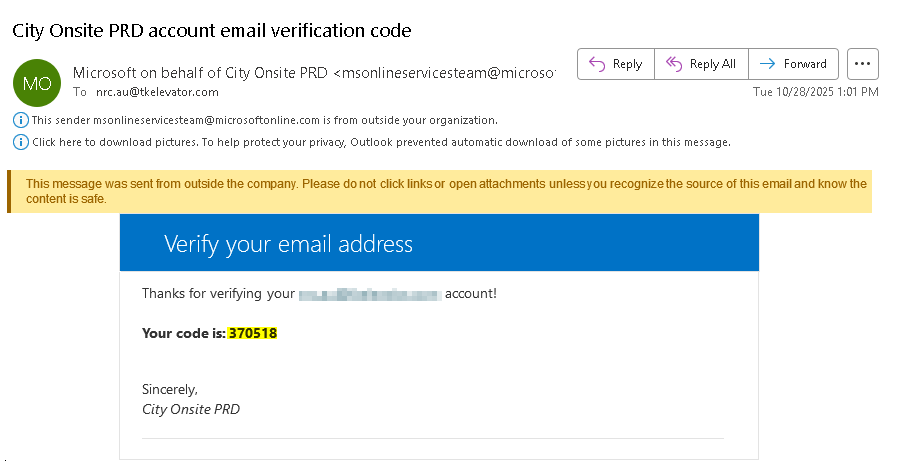 City Onsite PRD account email verification code
MO
Microsoft on behalf of City Onsite PRD <msonlineservicesteam@microso
Reply
Reply All
Forward
To nrc.au@tkelevator.com
Tue 10/28/2025 1:01 PM
This sender msonlineservicesteam@microsoftonline.com is from outside your organization.
Click here to download pictures. To help protect your privacy, Outlook prevented automatic download of some pictures in this message.
This message was sent from outside the company. Please do not click links or open attachments unless you recognize the source of this email and know the
content is safe.
Verify your email address
Thanks for verifying your account!
Your code is: 370518
Sincerely,
City Onsite PRD